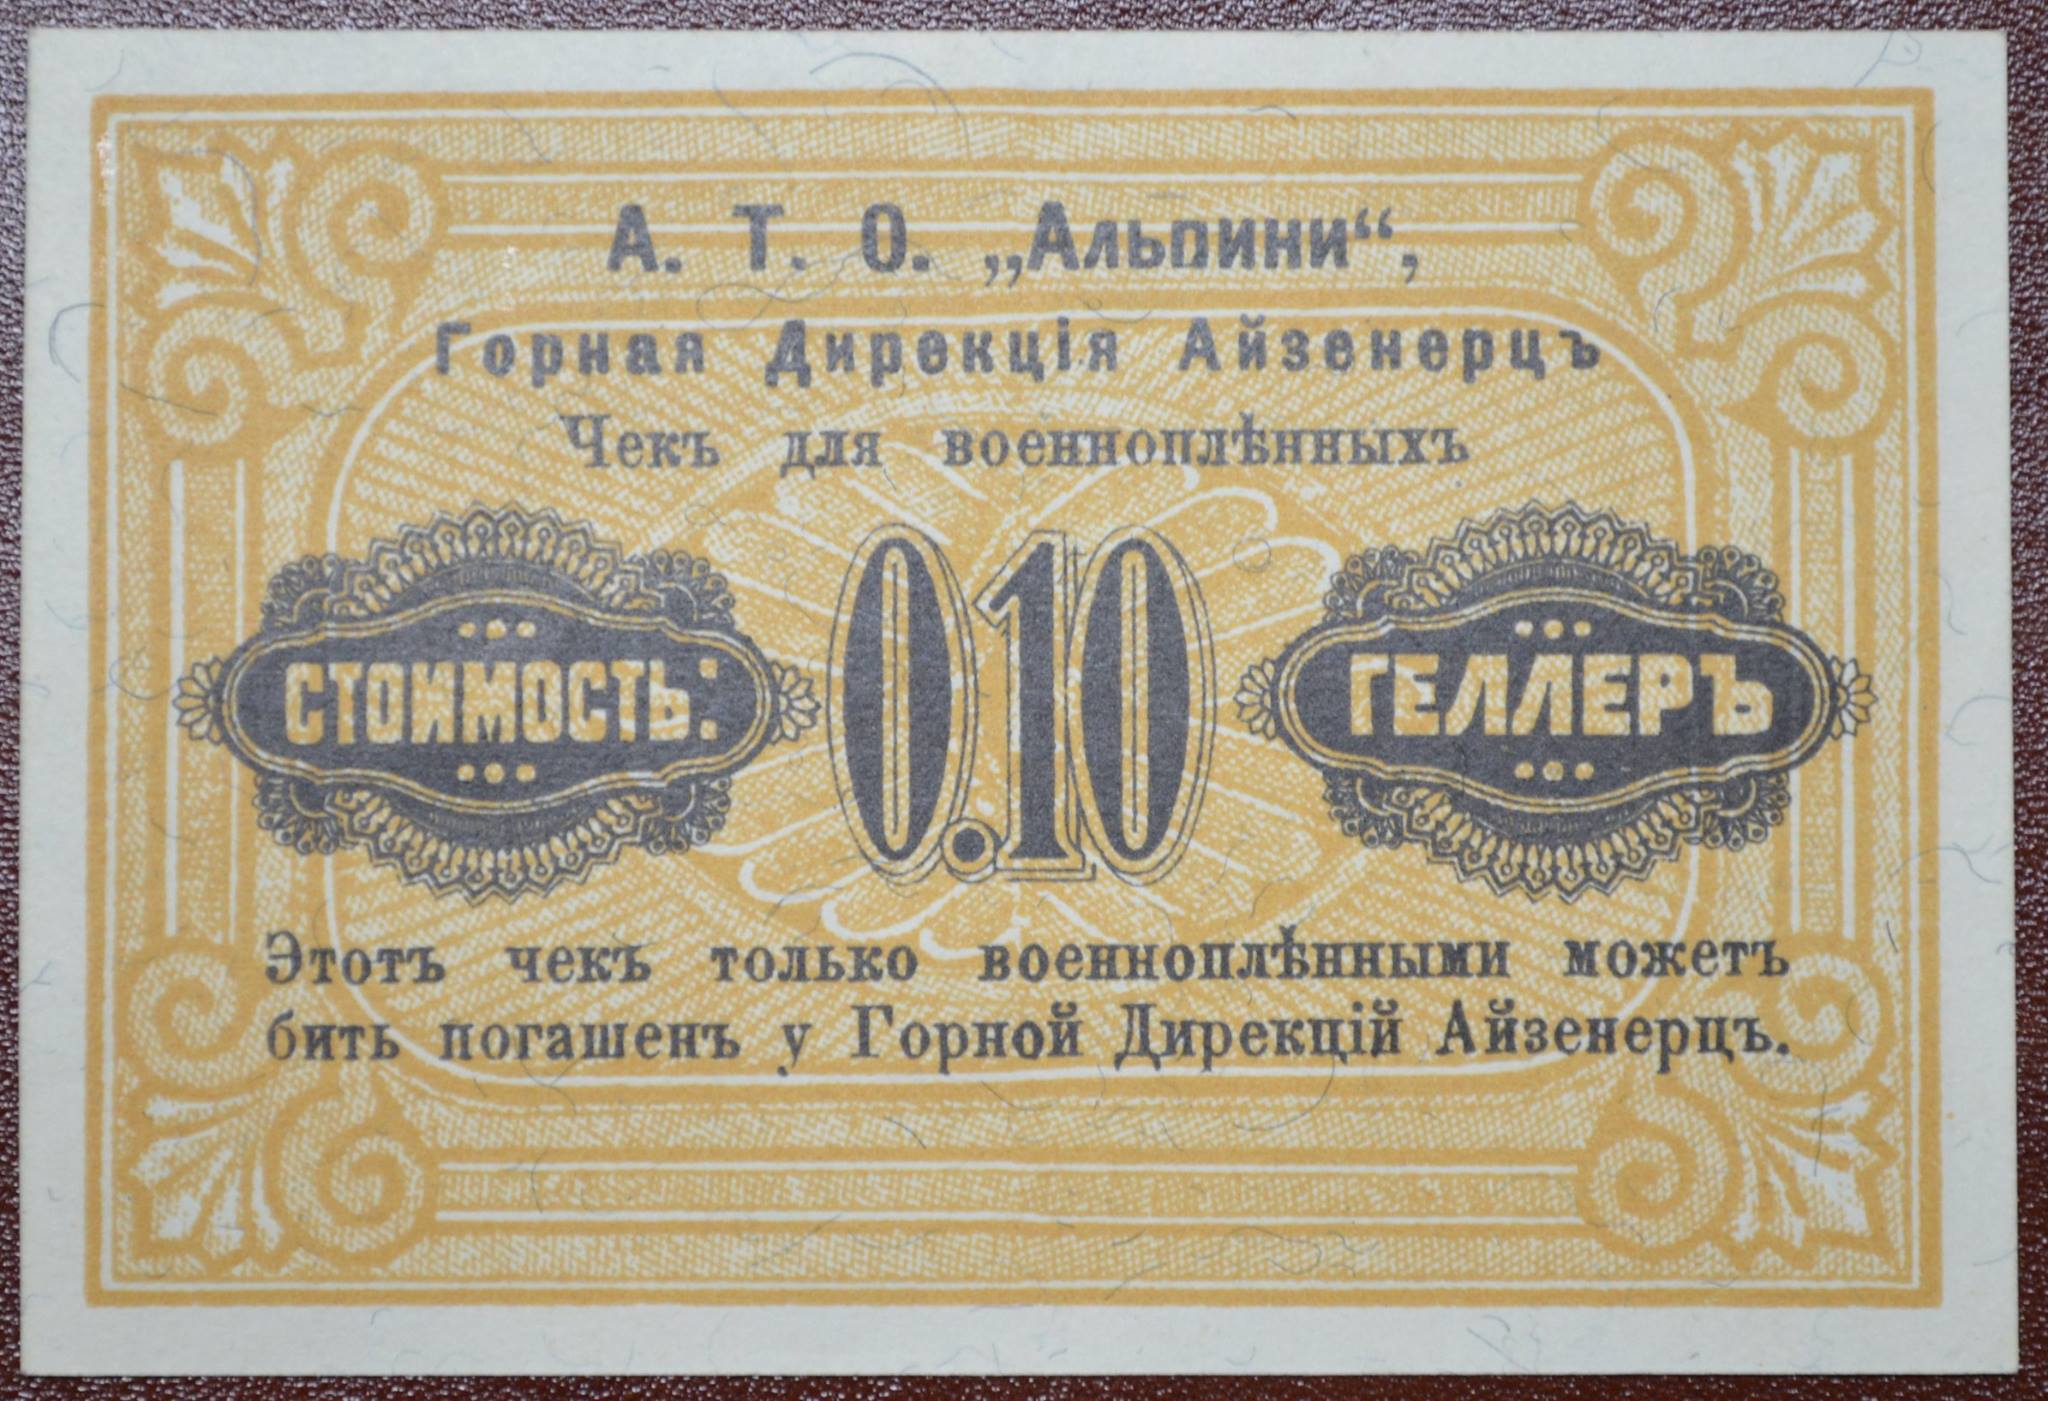 А. Т. О. „Альпини“,
Горная Дирекція Айзенерцъ
Чекъ для военноплѣнныхъ
СТОИМОСТЬ: 0.10 ГЕЛЛЕРЪ
Этотъ чекъ только военноплѣнными можетъ
бить погашенъ у Горной Дирекцій Айзенерцъ.